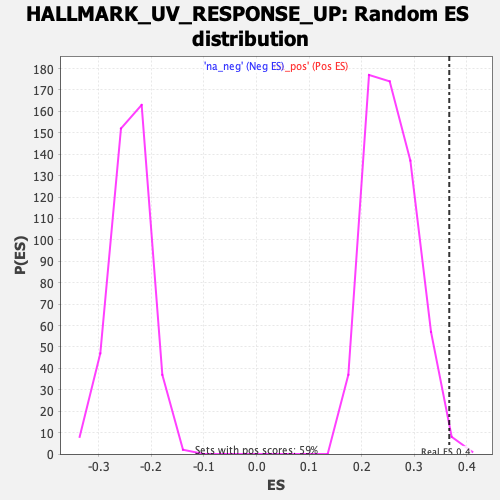 HALLMARK_UV_RESPONSE_UP: Random ES
distribution
'na_neg' (Neg ES)_pos' (Pos ES)
180
170
160
150
140
130
120
110
100
90
80
70
60
50
40
30
20
10
0
P(ES)
Sets with pos scores: 59%
Real ES 0.4
-0.3 -0.2 -0.1 0.0 0.1 0.2 0.3 0.4
ES